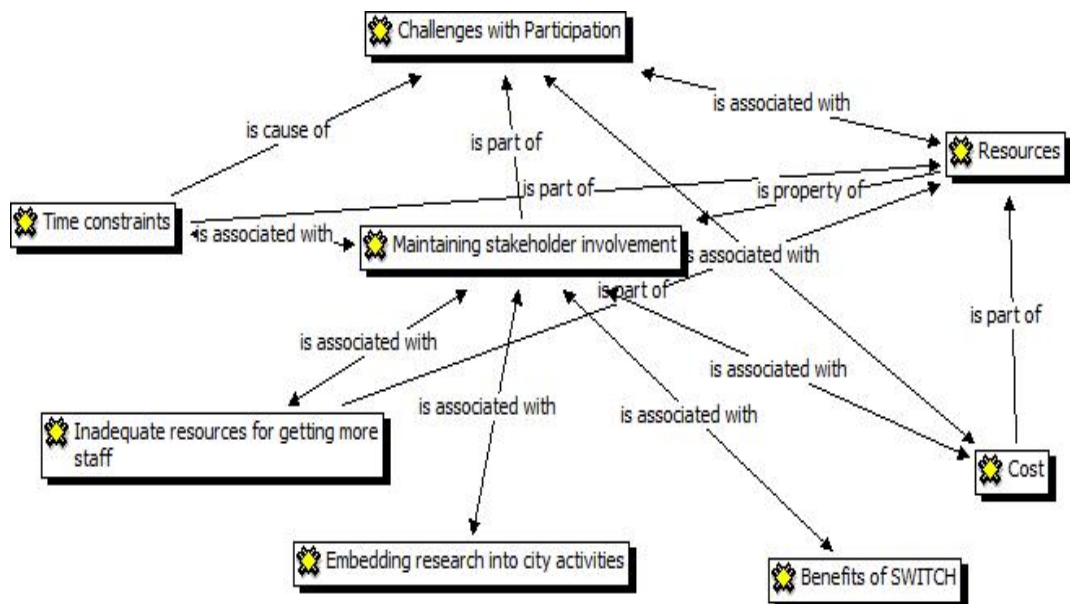 Challenges with Participation
is associated with
is cause of
is part of
Resources
is part of
is property of
Time constraints
is associated with
Maintaining stakeholder involvement
is associated with
is part of
is part of
is associated with
is associated with
is associated with
is associated with
Inadequate resources for getting more
staff
Cost
Embedding research into city activities
Benefits of SWITCH